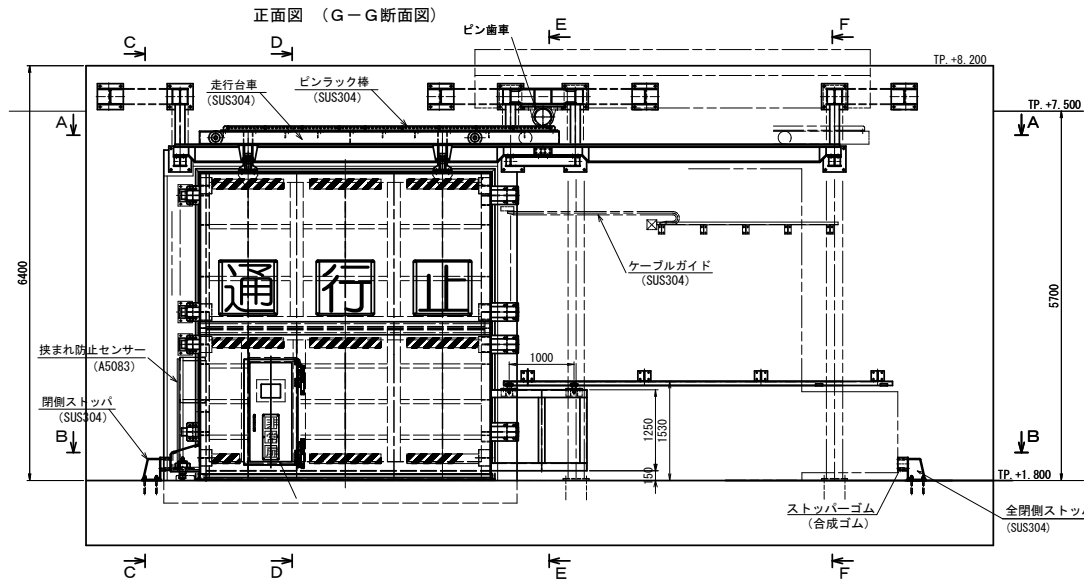 正面図 （G－G断面図）
C
D
E
F
ピン歯車
TP. +8.200
走行台車
(SUS304)
ピンラック棒
(SUS304)
TP. +7.500
A
A
6400
5700
ケーブルガイド
(SUS304)
通
行
止
挟まれ防止センサー
(A5083)
1000
閉側ストッパ
(SUS304)
1250
1530
150
B
B
TP. +1.800
ストッパーゴム
(合成ゴム)
全開側ストッパ
(SUS304)
C
D
E
F